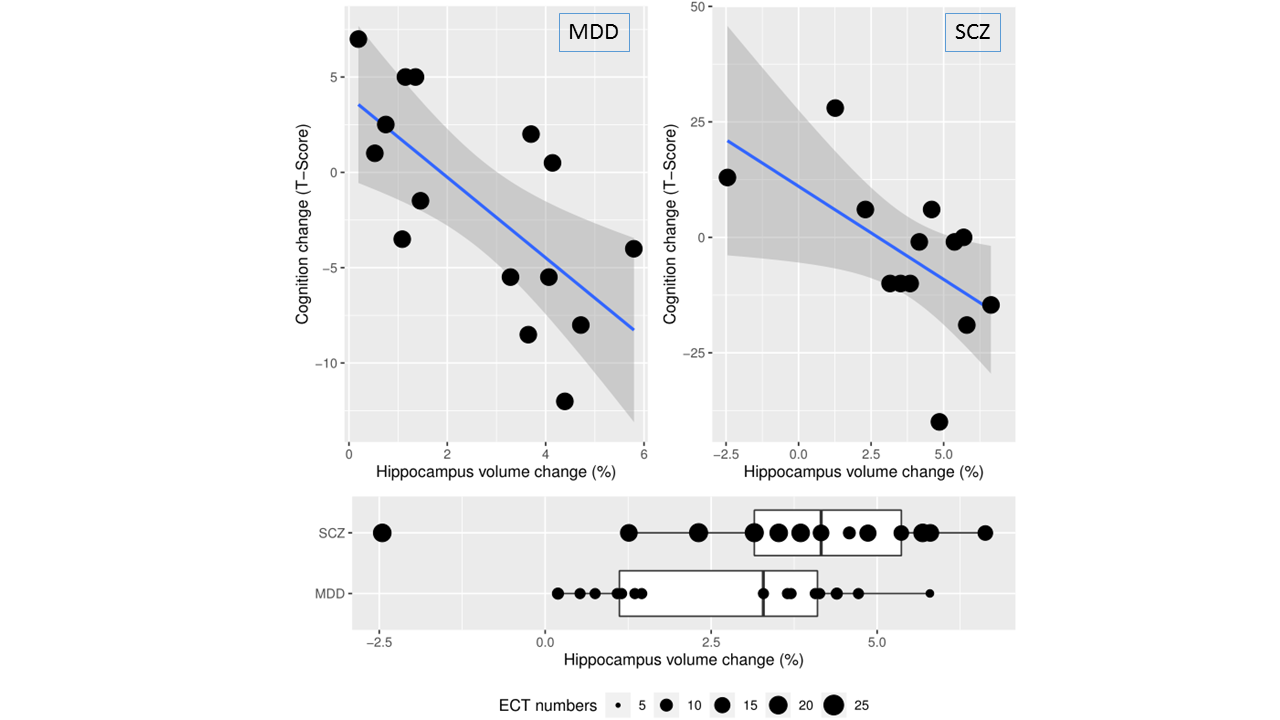 MDD
5
0
−5
−10
Cognition change (T−Score)
0
2
4
6
Hippocampus volume change (%)
SCZ
50
25
0
−25
Cognition change (T−Score)
−2.5
0.0
2.5
5.0
Hippocampus volume change (%)
SCZ
MDD
−2.5
0.0
2.5
5.0
Hippocampus volume change (%)
ECT numbers 5 10 15 20 25